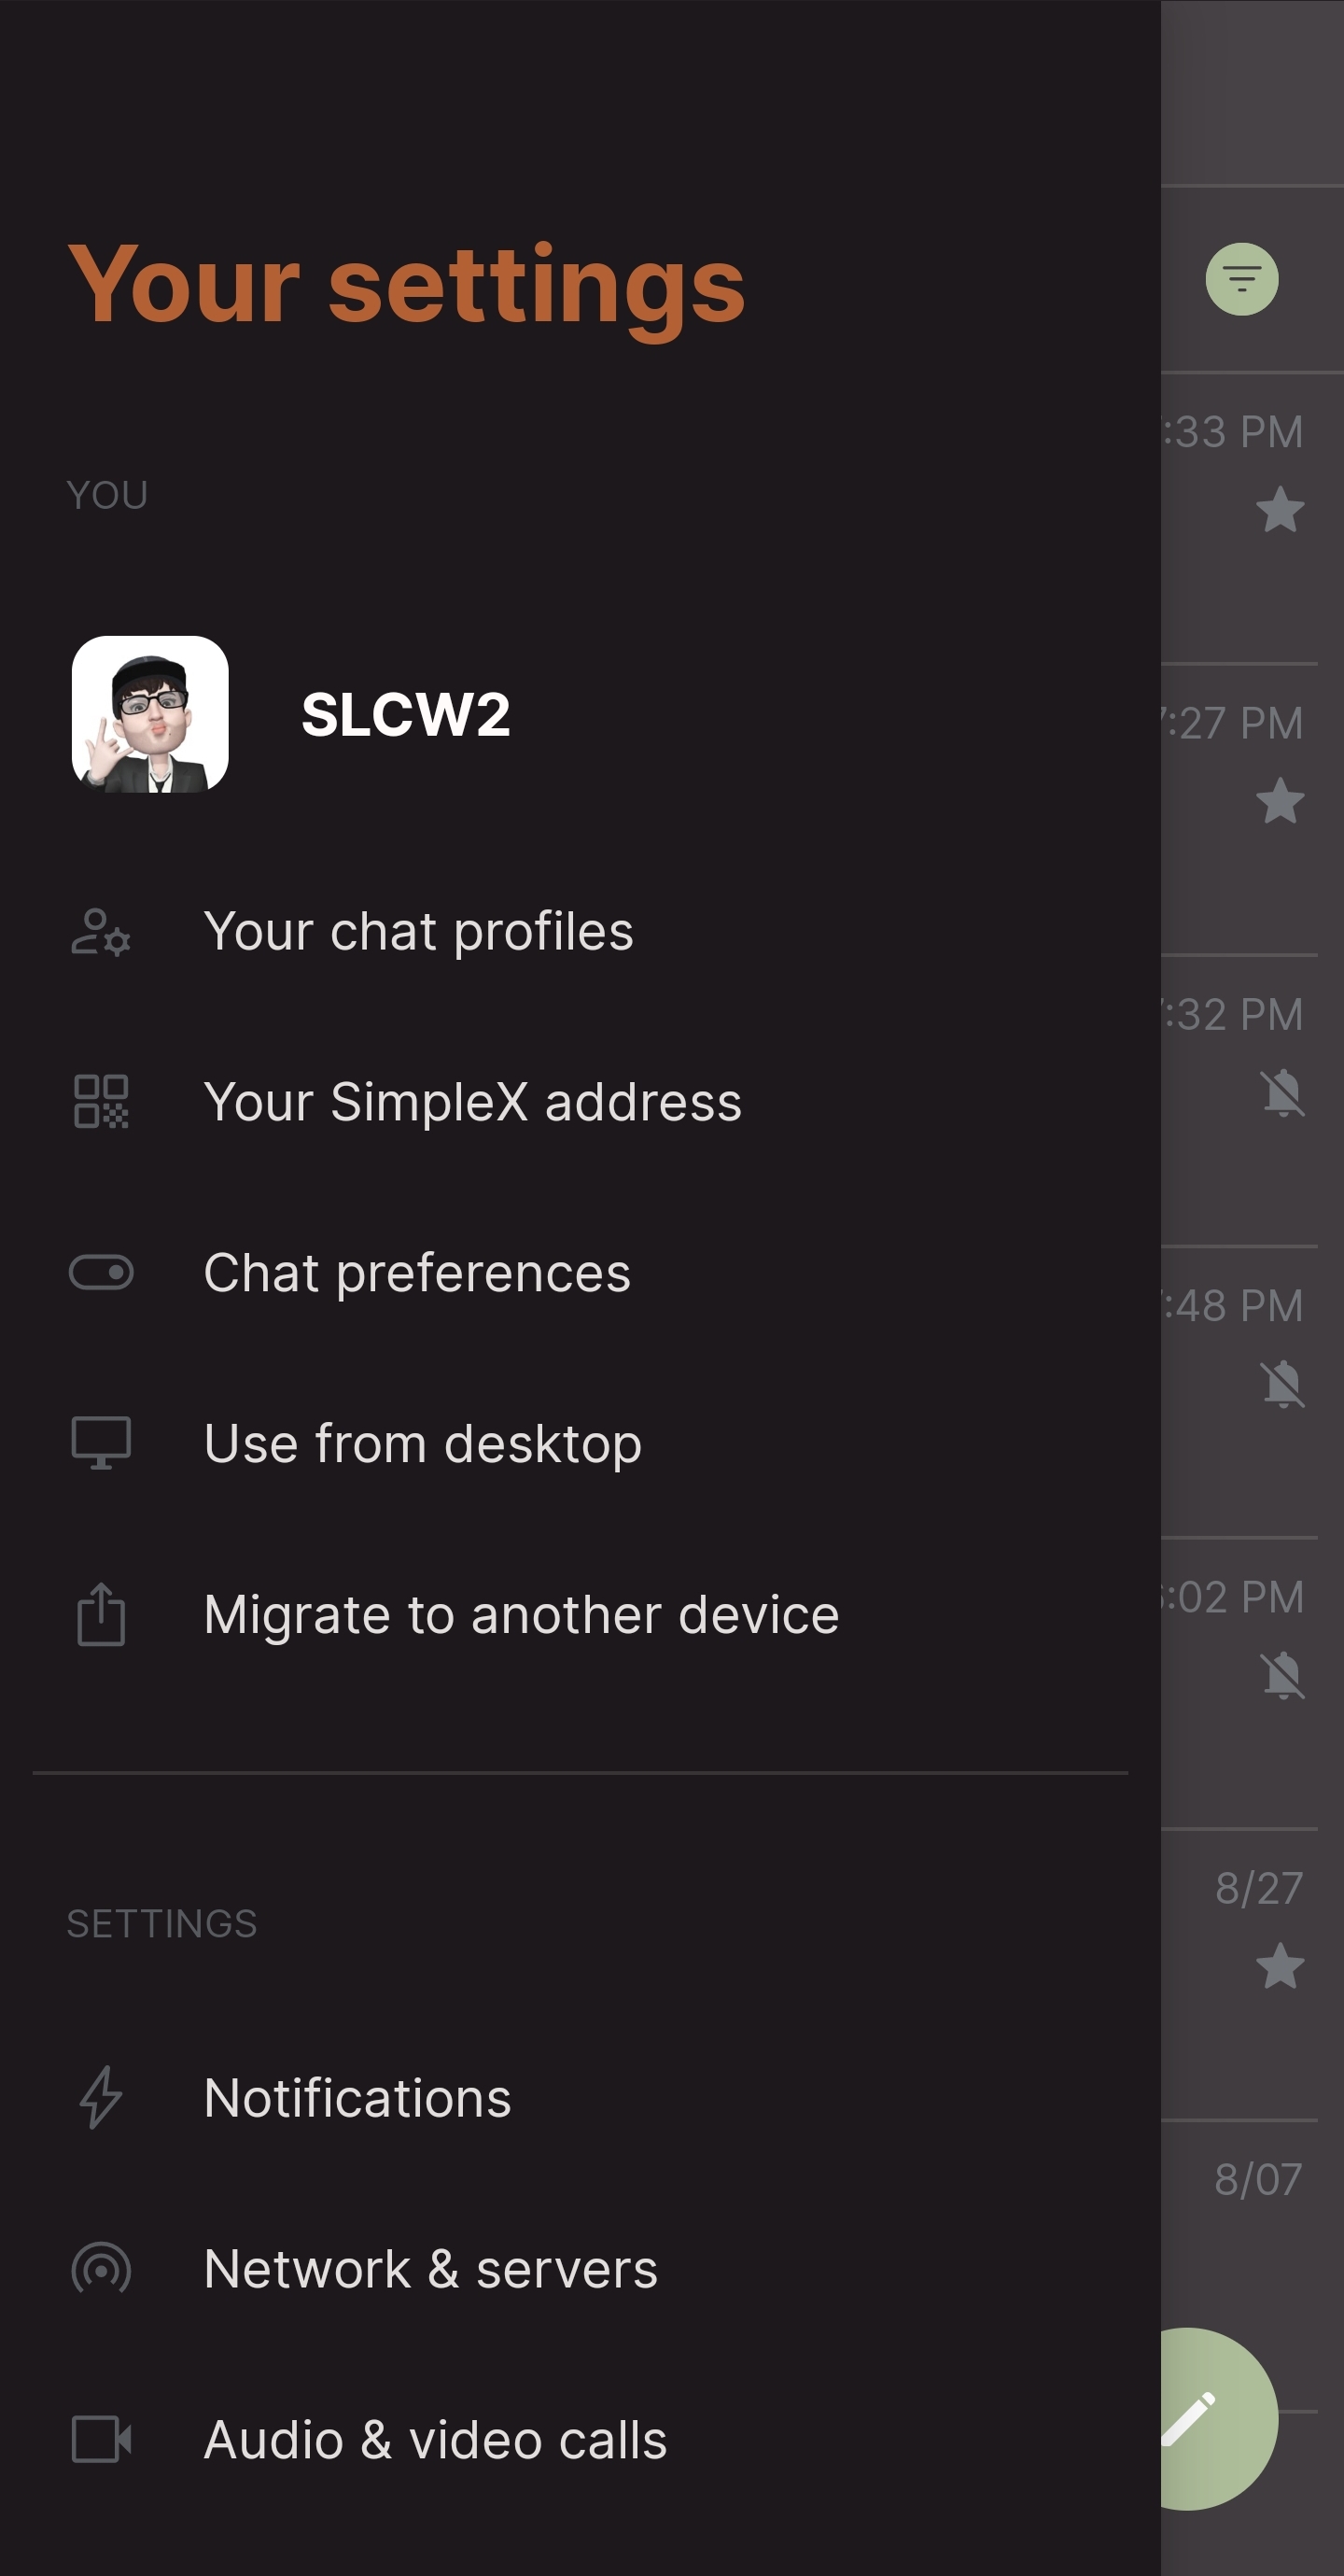 Your settings
YOU
:33 PM
SLCW2
7:27 PM
Your chat profiles
:32 PM
Your SimpleX address
Chat preferences
:48 PM
Use from desktop
Migrate to another device
:02 PM
SETTINGS
8/27
Notifications
8/07
Network & servers
Audio & video calls